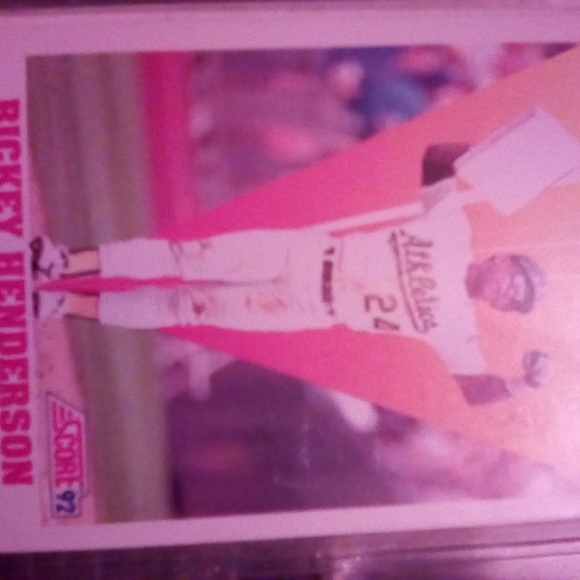 Athletics
24
SCORE 92
RICKEY HENDERSON